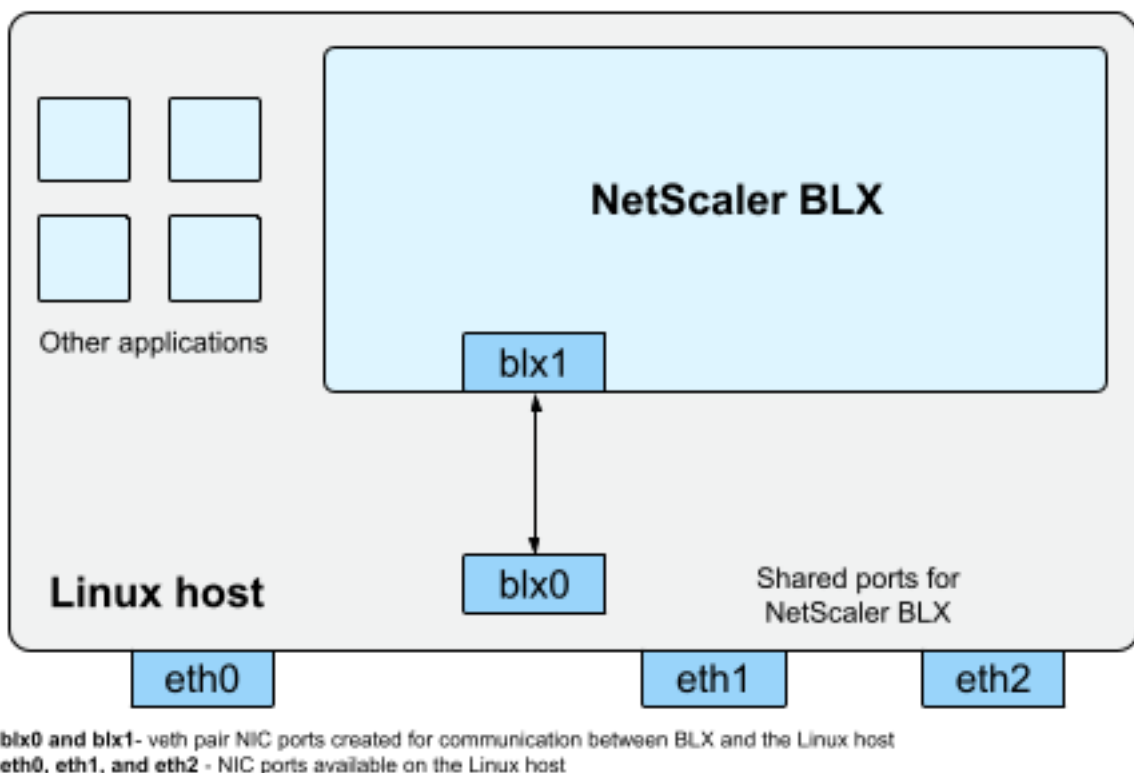 NetScaler BLX
Other applications
blx1
blx0
Linux host
Shared ports for
NetScaler BLX
eth0
eth1
eth2
blx0 and blx1- veth pair NIC ports created for communication between BLX and the Linux host
eth0, eth1, and eth2 - NIC ports available on the Linux host